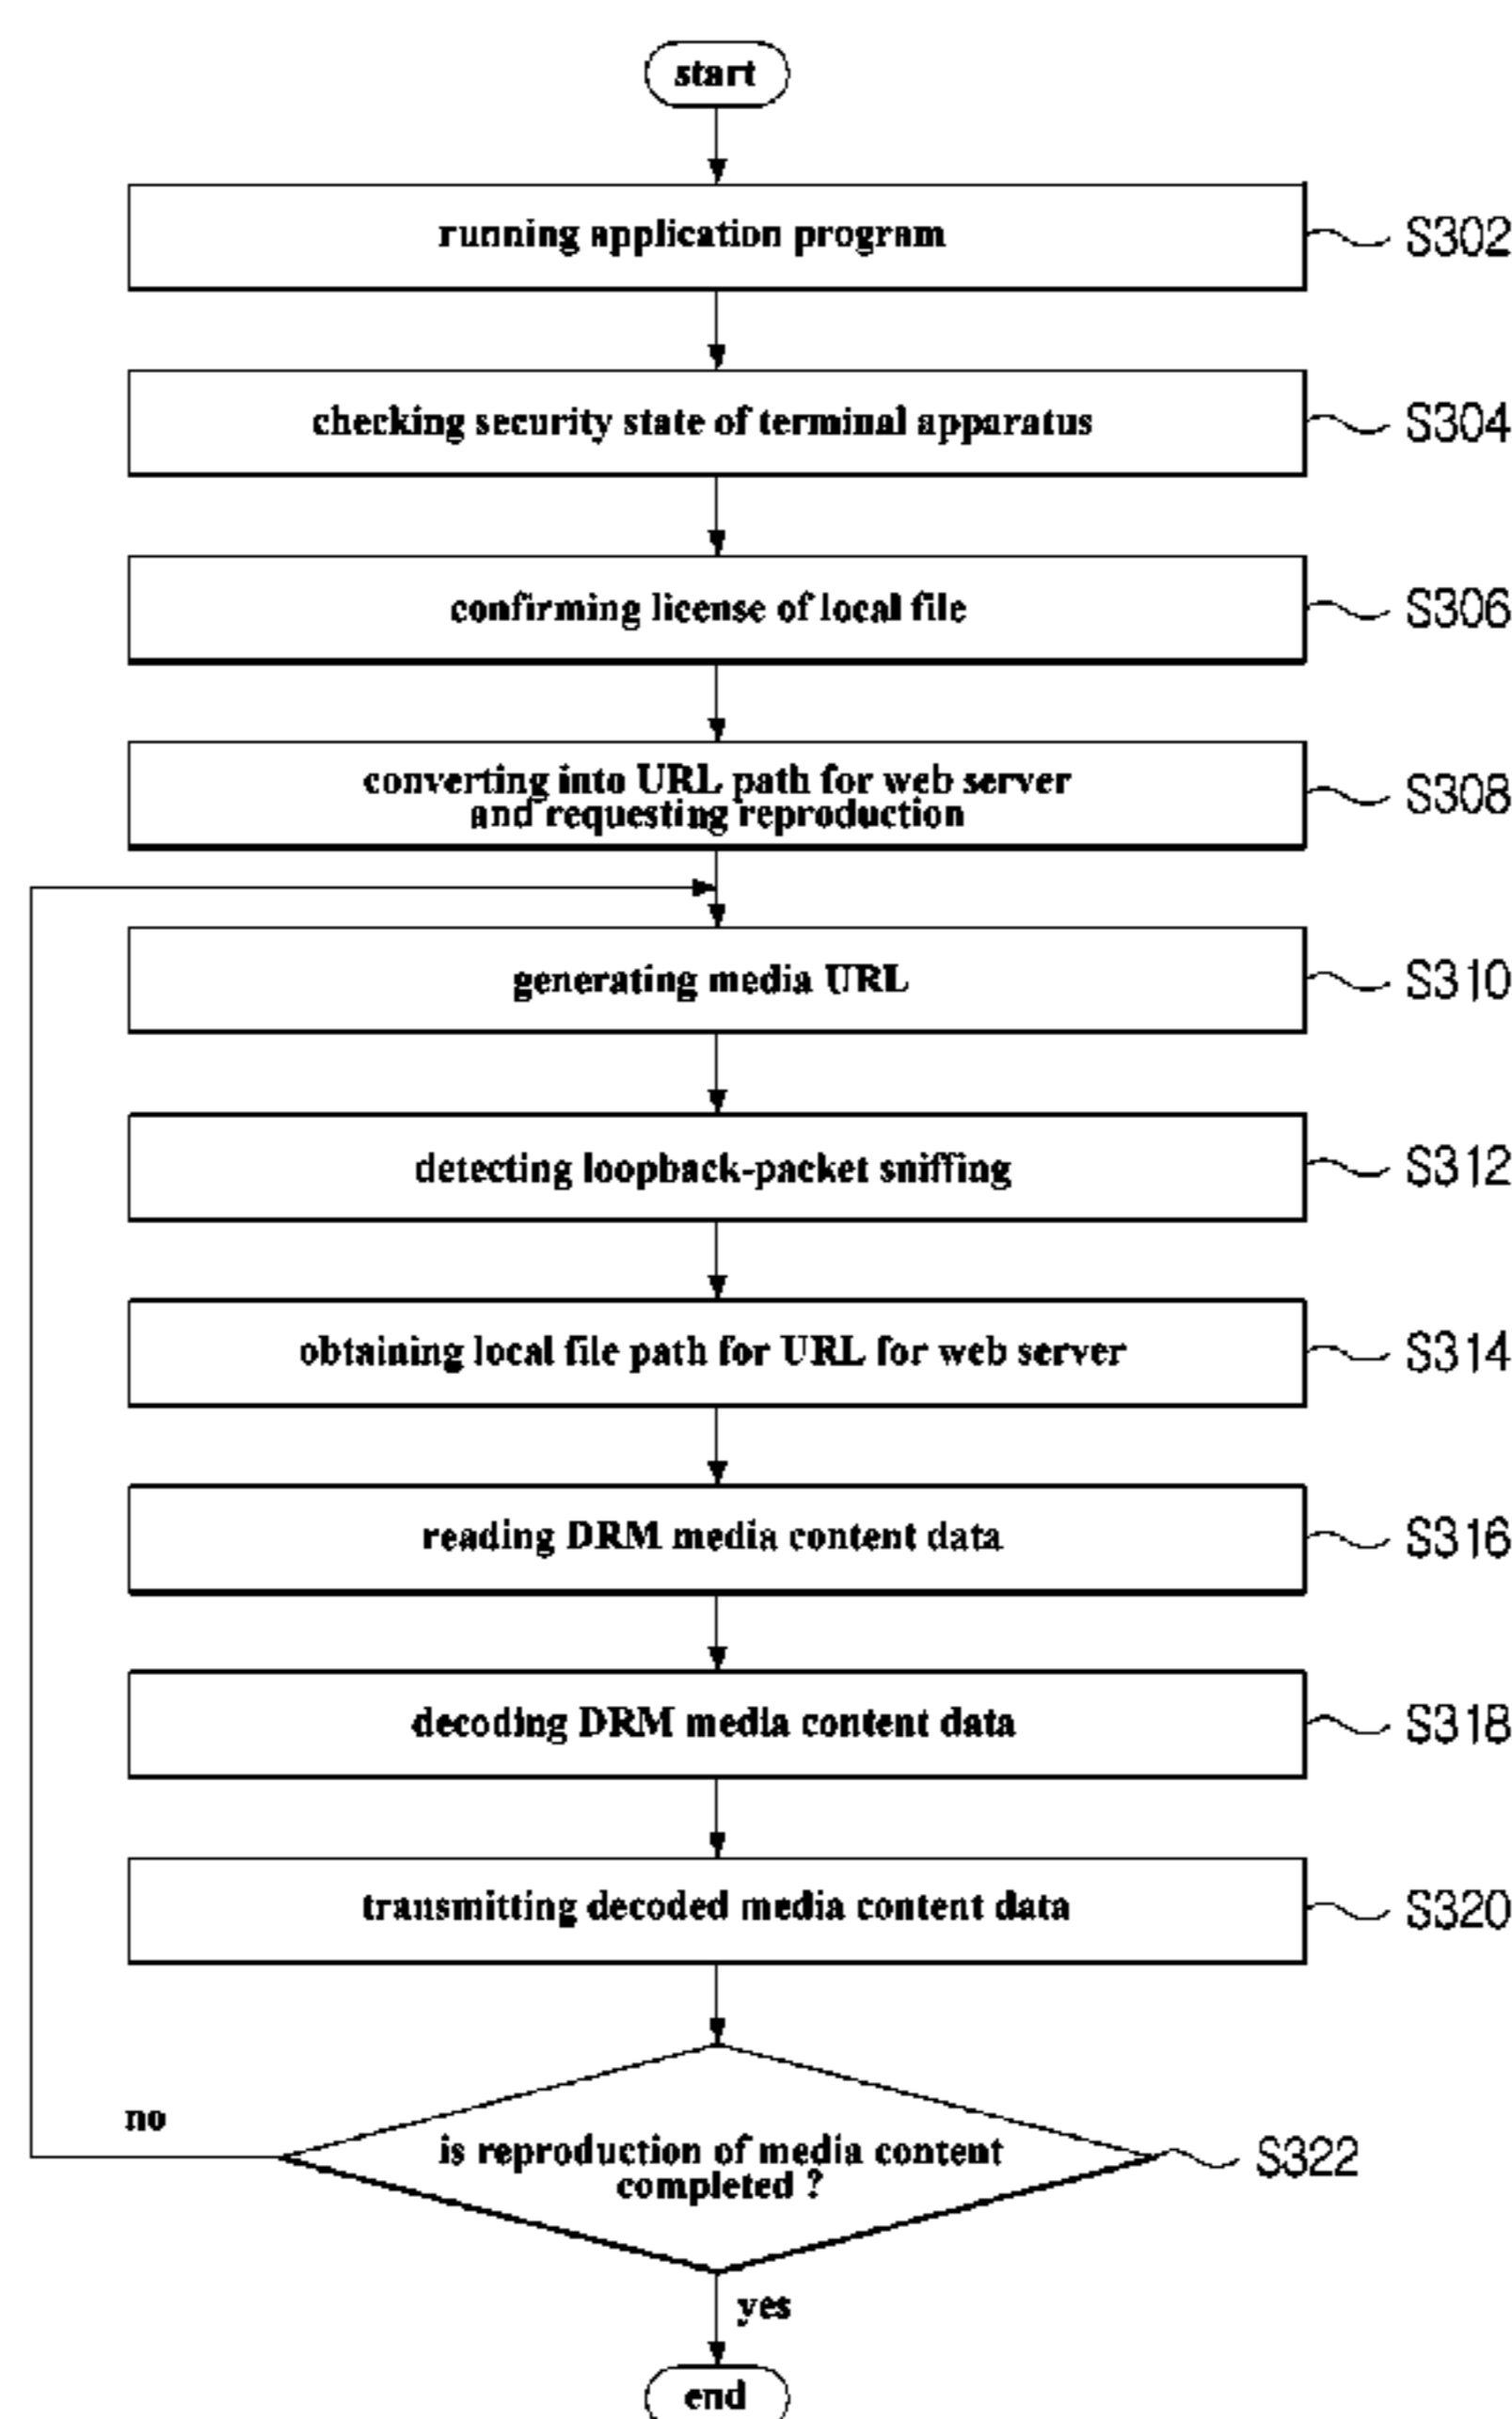 start
running application program
S302
checking security state of terminal apparatus
S304
confirming license of local file
S306
converting into URL path for web server
and requesting reproduction
S308
generating media URL
S310
detecting loopback-packet sniffing
S312
obtaining local file path for URL for web server
S314
reading DRM media content data
S316
decoding DRM media content data
S318
transmitting decoded media content data
S320
no
is reproduction of media content
completed ?
S322
yes
end